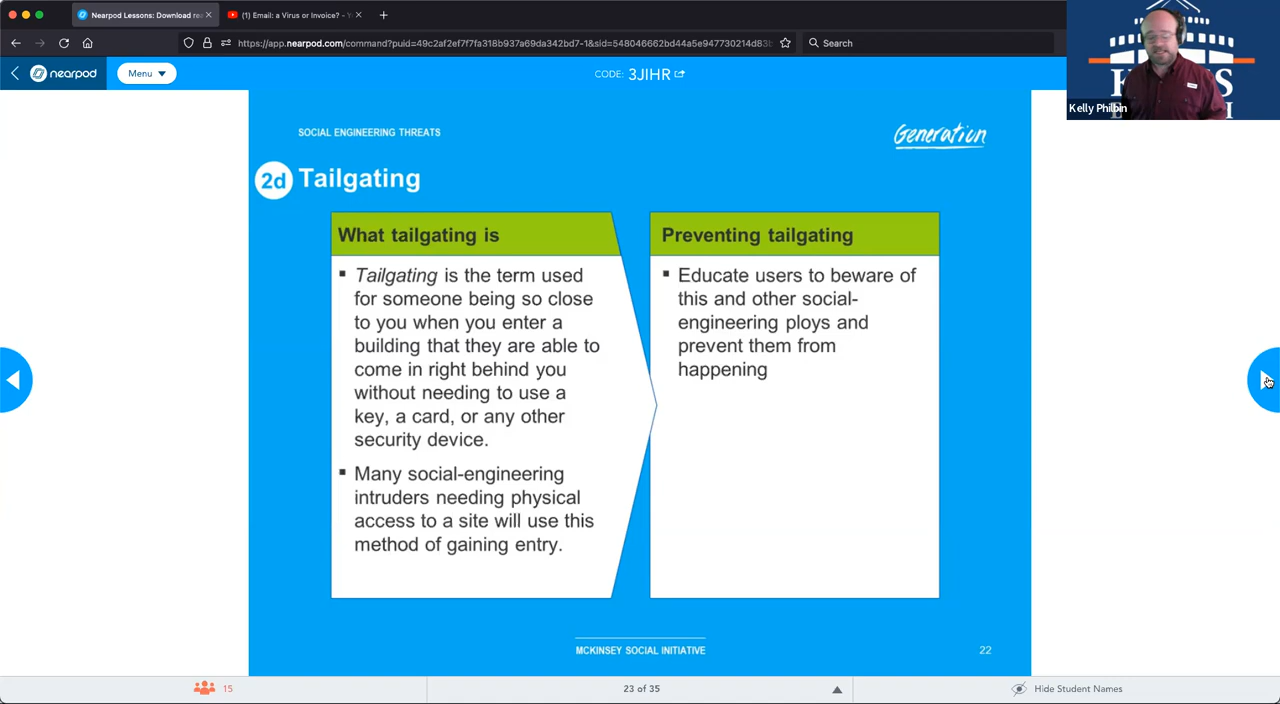 Nearpod Lessons: Download re
(1) Email: a Virus or Invoice? -
https://app.nearpod.com/command?puid=49c2af2ef7f7fa318b937a69da342bd7-1&sid=548046662bd44a5e947730214d83
Search
nearpod
Menu
CODE: 3JIHR
Kelly Philbin
SOCIAL ENGINEERING THREATS
Generation
2d Tailgating
What tailgating is
▪ Tailgating is the term used
for someone being so close
to you when you enter a
building that they are able to
come in right behind you
without needing to use a
key, a card, or any other
security device.
▪ Many social-engineering
intruders needing physical
access to a site will use this
method of gaining entry.
Preventing tailgating
▪ Educate users to beware of
this and other social-
engineering ploys and
prevent them from
happening
MCKINSEY SOCIAL INITIATIVE
22
15
23 of 35
Hide Student Names